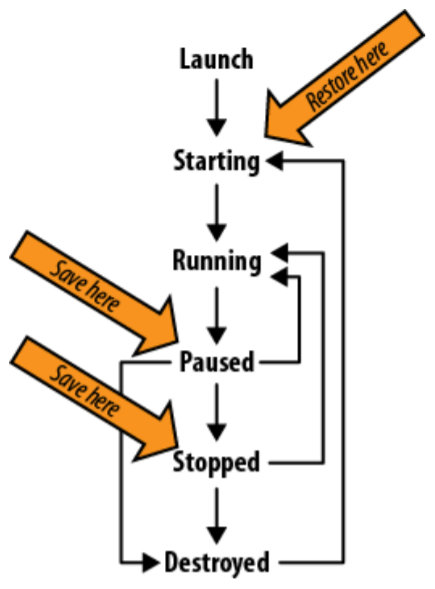 Launch
Restore here
Starting
Running
Save here
Paused
Save here
Stopped
Destroyed